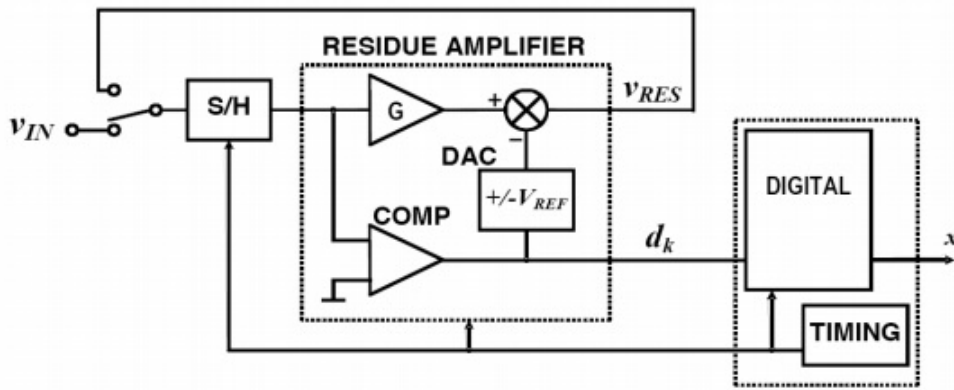 RESIDUE AMPLIFIER
v_IN
S/H
G
+
−
v_RES
DAC
+/-V_REF
COMP
d_k
DIGITAL
x
TIMING